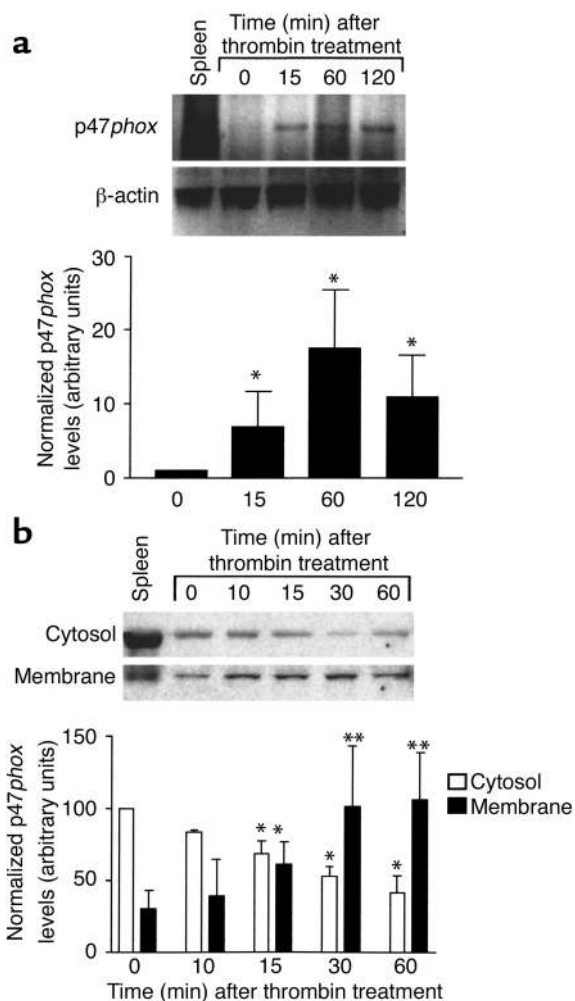 a
Spleen
Time (min) after
thrombin treatment
0 15 60 120
p47phox
β-actin
Normalized p47phox
levels (arbitrary units)
30
20
10
0
* * *
0 15 60 120
b
Spleen
Time (min) after
thrombin treatment
0 10 15 30 60
Cytosol
Membrane
Normalized p47phox
levels (arbitrary units)
150
100
50
0
* * * ** * **
Cytosol
Membrane
0 10 15 30 60
Time (min) after thrombin treatment